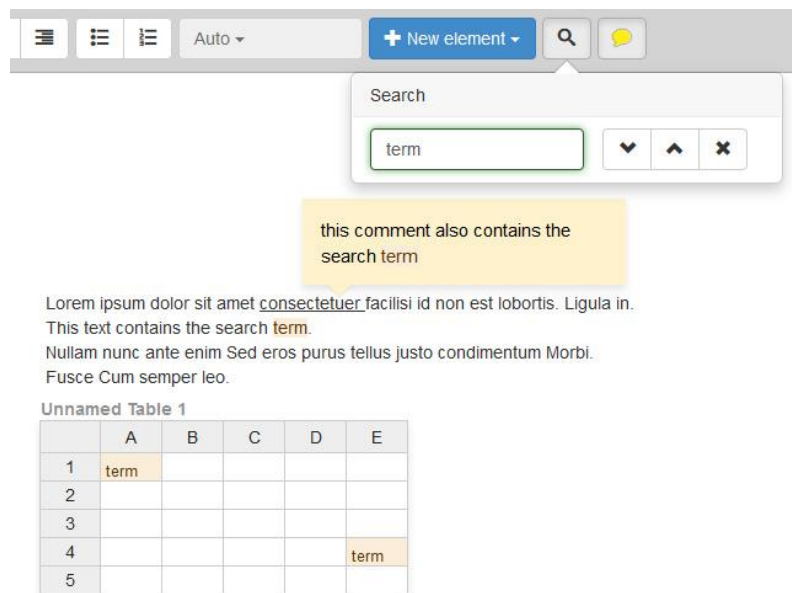 Auto
New element
Search
term
this comment also contains the
search term
Lorem ipsum dolor sit amet consectetuer facilisi id non est lobortis. Ligula in.
This text contains the search term.
Nullam nunc ante enim Sed eros purus tellus justo condimentum Morbi.
Fusce Cum semper leo.
Unnamed Table 1
A B C D E
1 term
2
3
4 term
5